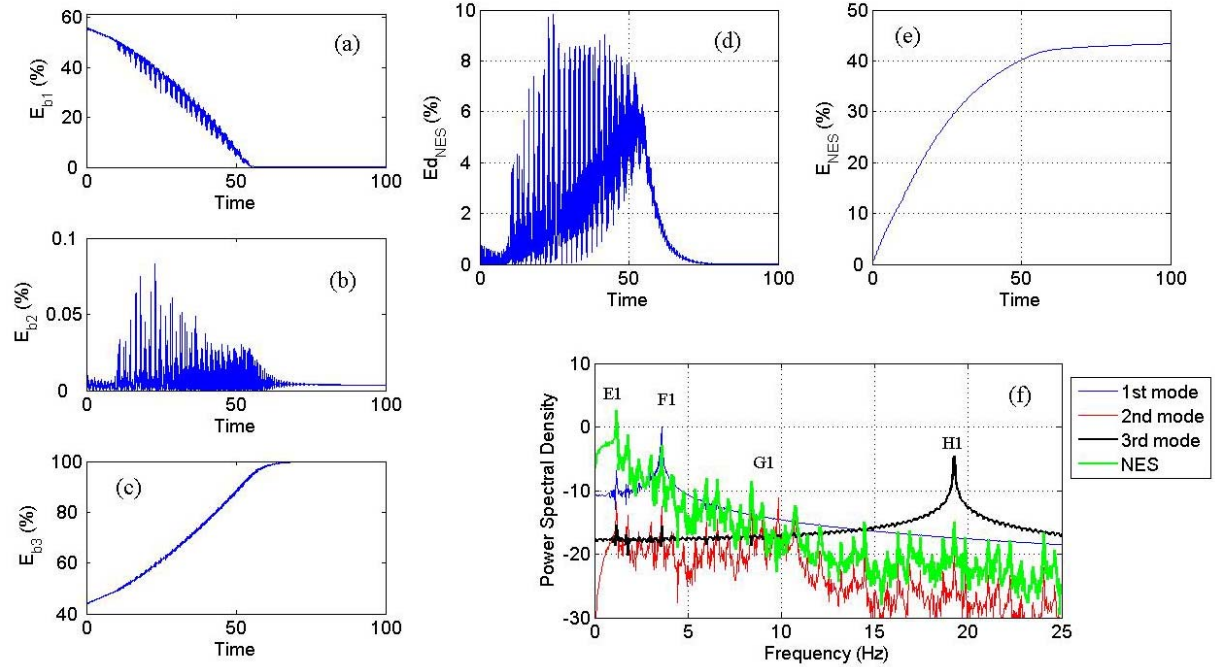 60
40
20
0
0
50
100
E_b1 (%)
Time
(a)
0.1
0.05
0
0
50
100
E_b2 (%)
Time
(b)
100
80
60
40
0
50
100
E_b3 (%)
Time
(c)
10
8
6
4
2
0
0
50
100
Ed_NES (%)
Time
(d)
50
40
30
20
10
0
0
50
100
E_NES (%)
Time
(e)
10
0
-10
-20
-30
0
5
10
15
20
25
Power Spectral Density
Frequency (Hz)
E1
F1
G1
H1
(f)
1st mode
2nd mode
3rd mode
NES